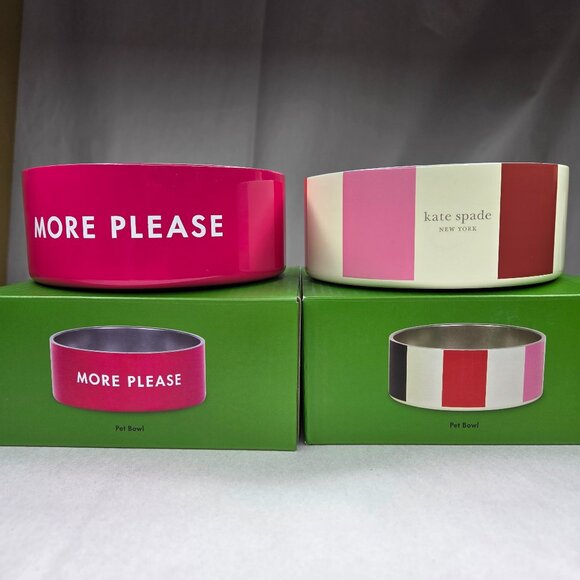 MORE PLEASE
kate spade
NEW YORK
MORE PLEASE
Pet Bowl
Pet Bowl